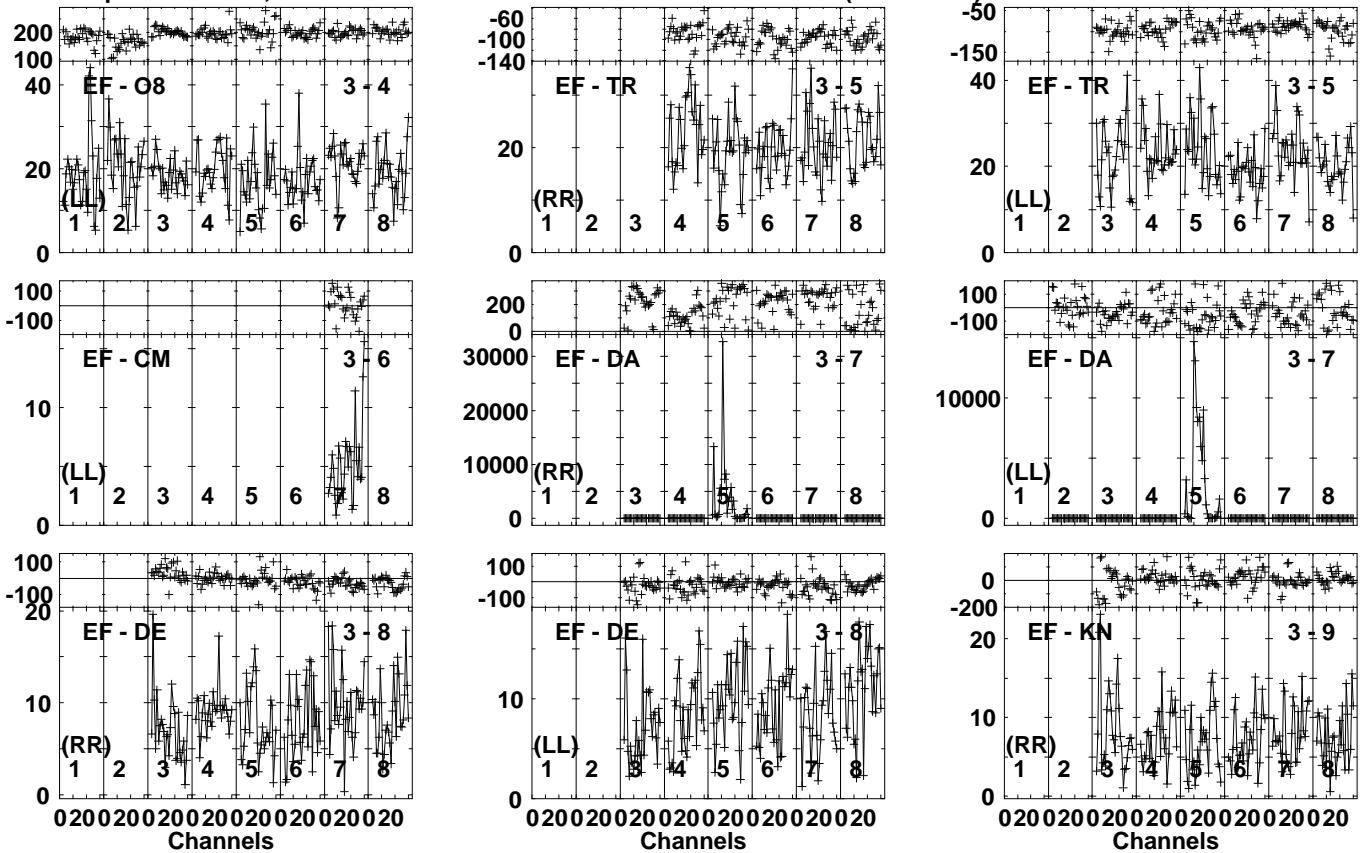 200
100
40
20
0
EF - O8 3 - 4
(LL)
1 2 3 4 5 6 7 8
-60
-100
-140
20
0
EF - TR 3 - 5
(RR)
1 2 3 4 5 6 7 8
-50
-150
40
20
0
EF - TR 3 - 5
(LL)
1 2 3 4 5 6 7 8
100
-100
10
0
EF - CM 3 - 6
(LL)
1 2 3 4 5 6 7 8
200
0
30000
20000
10000
0
EF - DA 3 - 7
(RR)
1 2 3 4 5 6 7 8
100
-100
10000
0
EF - DA 3 - 7
(LL)
1 2 3 4 5 6 7 8
100
-100
20
10
0
EF - DE 3 - 8
(RR)
1 2 3 4 5 6 7 8
020020020020020020020020
Channels
100
-100
10
0
EF - DE 3 - 8
(LL)
1 2 3 4 5 6 7 8
020020020020020020020020
Channels
0
-200
20
10
0
EF - KN 3 - 9
(RR)
1 2 3 4 5 6 7 8
020020020020020020020020
Channels